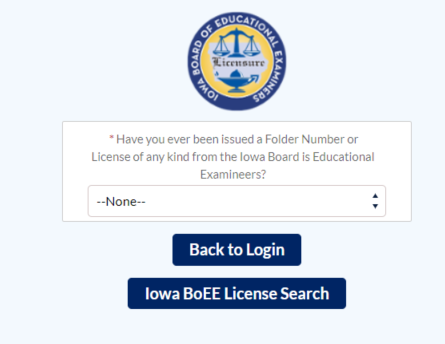 IOWA BOARD OF EDUCATIONAL EXAMINERS
Licensure
* Have you ever been issued a Folder Number or
License of any kind from the Iowa Board is Educational
Examineers?
--None--
Back to Login
Iowa BoEE License Search